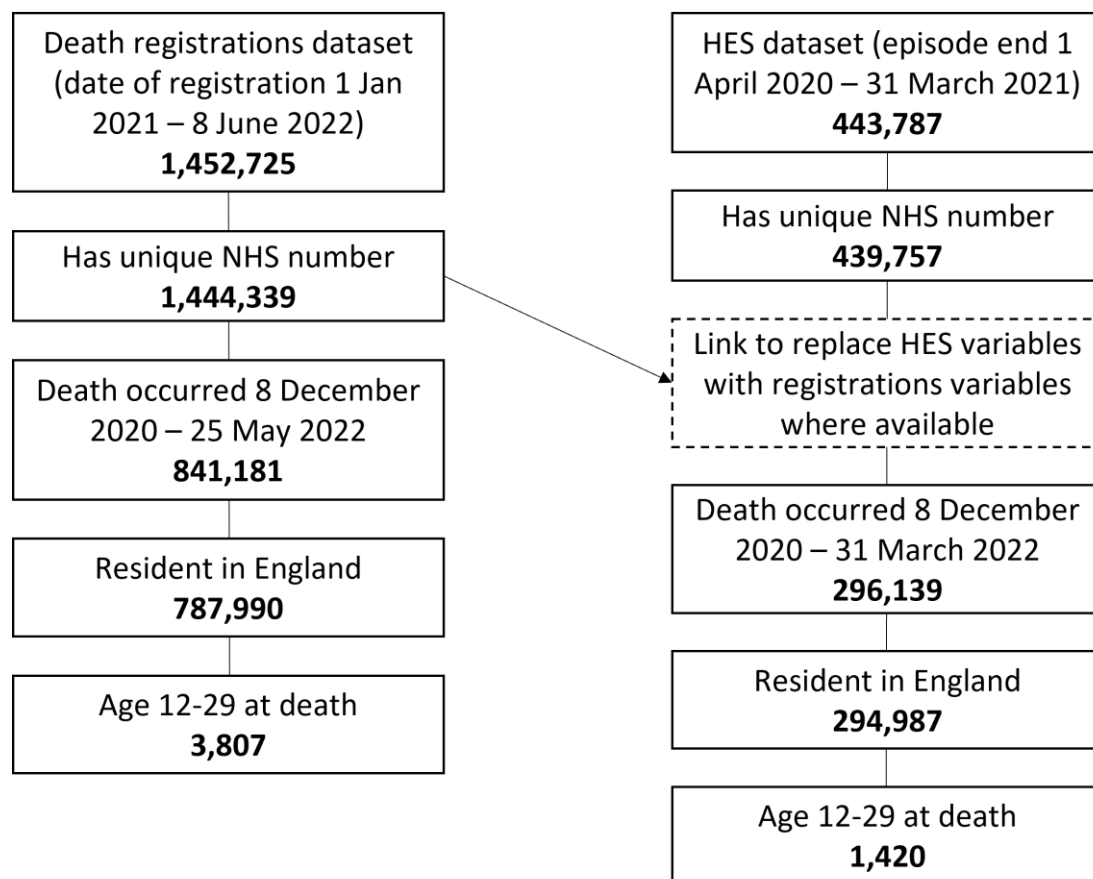 Death registrations dataset
(date of registration 1 Jan
2021 – 8 June 2022)
1,452,725
Has unique NHS number
1,444,339
Death occurred 8 December
2020 – 25 May 2022
841,181
Resident in England
787,990
Age 12-29 at death
3,807
HES dataset (episode end 1
April 2020 – 31 March 2021)
443,787
Has unique NHS number
439,757
Link to replace HES variables
with registrations variables
where available
Death occurred 8 December
2020 – 31 March 2022
296,139
Resident in England
294,987
Age 12-29 at death
1,420